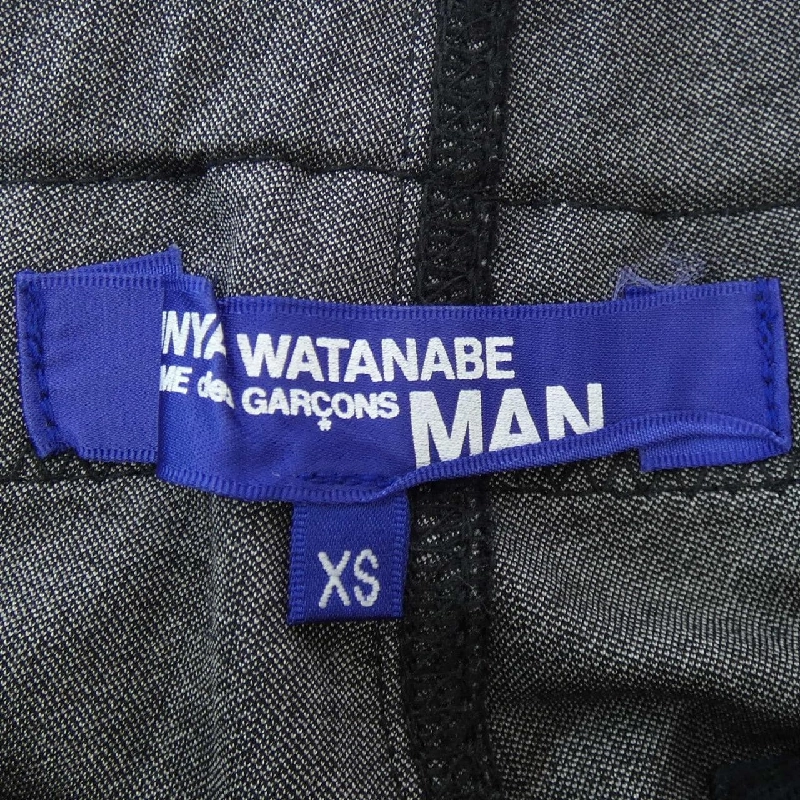 NYA WATANABE
ME des GARÇONS
MAN
XS